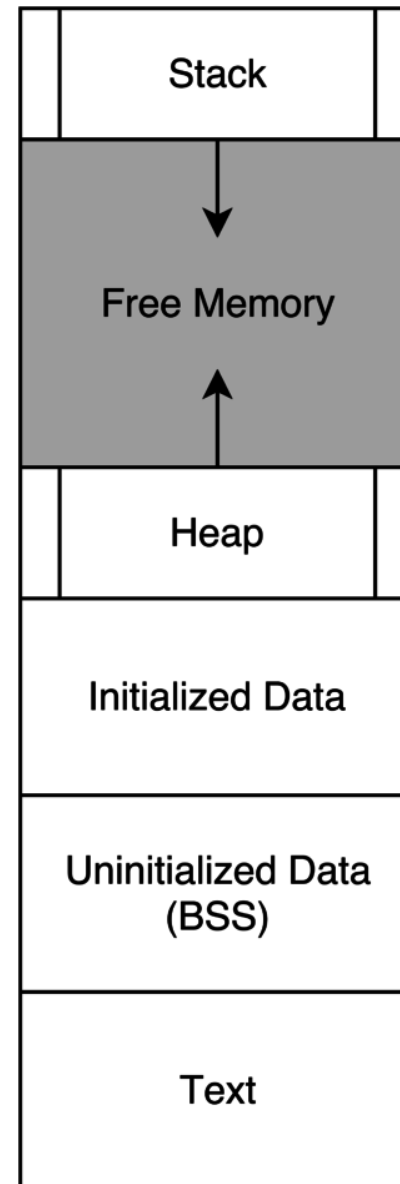 Stack
Free Memory
Heap
Initialized Data
Uninitialized Data
(BSS)
Text